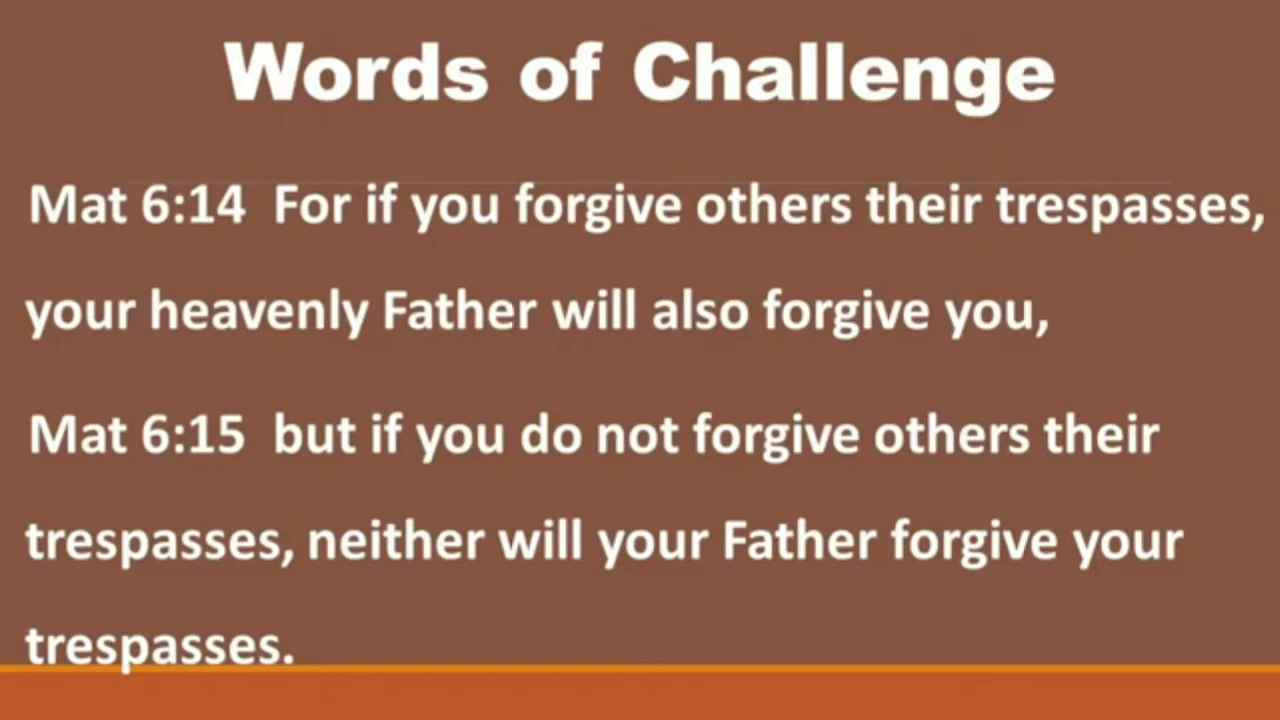 Words of Challenge
Mat 6:14  For if you forgive others their trespasses,
your heavenly Father will also forgive you,
Mat 6:15  but if you do not forgive others their
trespasses, neither will your Father forgive your
trespasses.